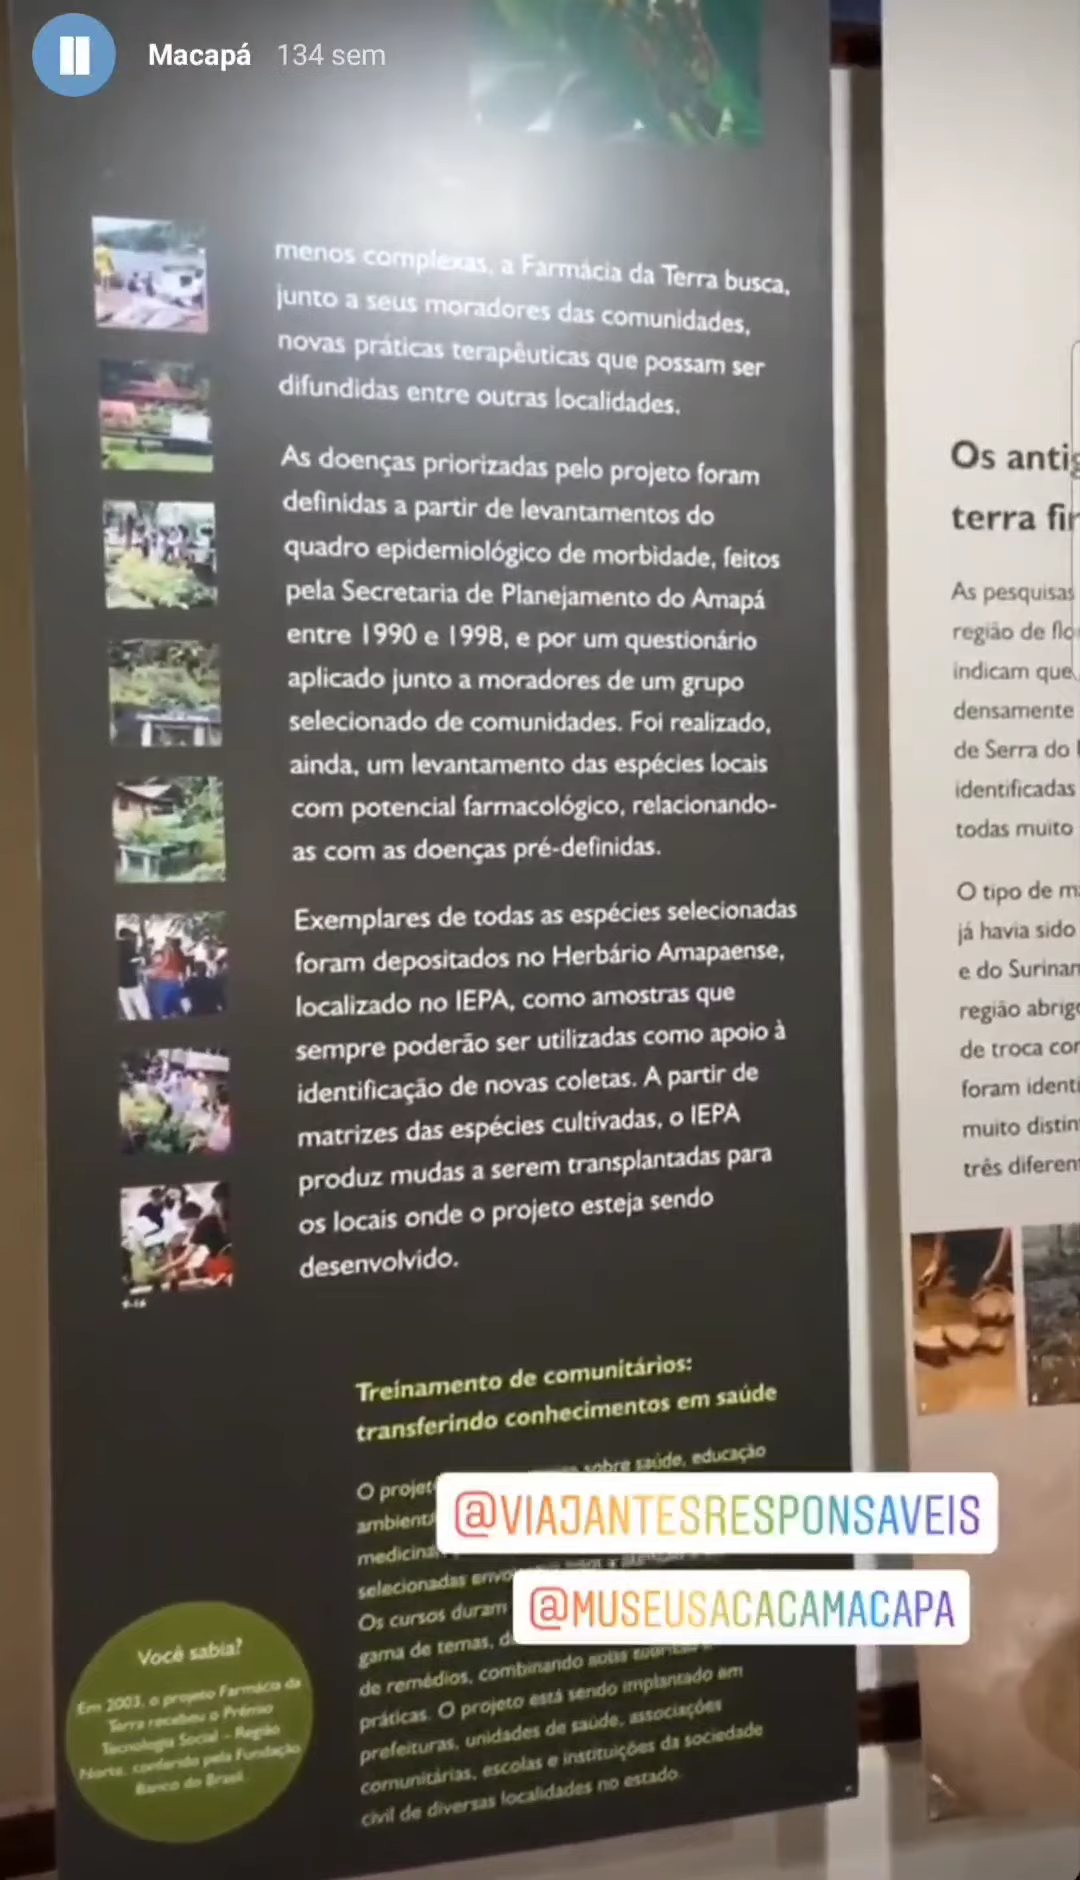 Macapá 134 sem
menos complexas, a Farmácia da Terra busca,
junto a seus moradores das comunidades,
novas práticas terapêuticas que possam ser
difundidas entre outras localidades.
As doenças priorizadas pelo projeto foram
definidas a partir de levantamentos do
quadro epidemiológico de morbidade, feitos
pela Secretaria de Planejamento do Amapá
entre 1990 e 1998, e por um questionário
aplicado junto a moradores de um grupo
selecionado de comunidades. Foi realizado,
ainda, um levantamento das espécies locais
com potencial farmacológico, relacionando-
as com as doenças pré-definidas.
Exemplares de todas as espécies selecionadas
foram depositados no Herbário Amapaense,
localizado no IEPA, como amostras que
sempre poderão ser utilizadas como apoio à
identificação de novas coletas. A partir de
matrizes das espécies cultivadas, o IEPA
produz mudas a serem transplantadas para
os locais onde o projeto esteja sendo
desenvolvido.
9-16
Treinamento de comunitários:
transferindo conhecimentos em saúde
O projet sobre saúde, educação
ambient
medicina
selecionadas envo
Os cursos duram
gama de temas, d
de remédios, combinando
práticas. O projeto está sendo implantado em
prefeituras, unidades de saúde, associações
comunitárias, escolas e instituições da sociedade
civil de diversas localidades no estado.
@VIAJANTESRESPONSAVEIS
@MUSEUSACACAMACAPA
Você sabia?
Em 2003, o projeto Farmácia da
Terra recebeu o Prêmio
Tecnologia Social - Região
Norte, conferido pela Fundação
Banco do Brasil.
Os antig
terra fir
As pesquisas
região de flo
indicam que
densamente
de Serra do
identificadas
todas muito
O tipo de m
já havia sido
e do Surinam
região abrigo
de troca cor
foram identi
muito distin
três diferent